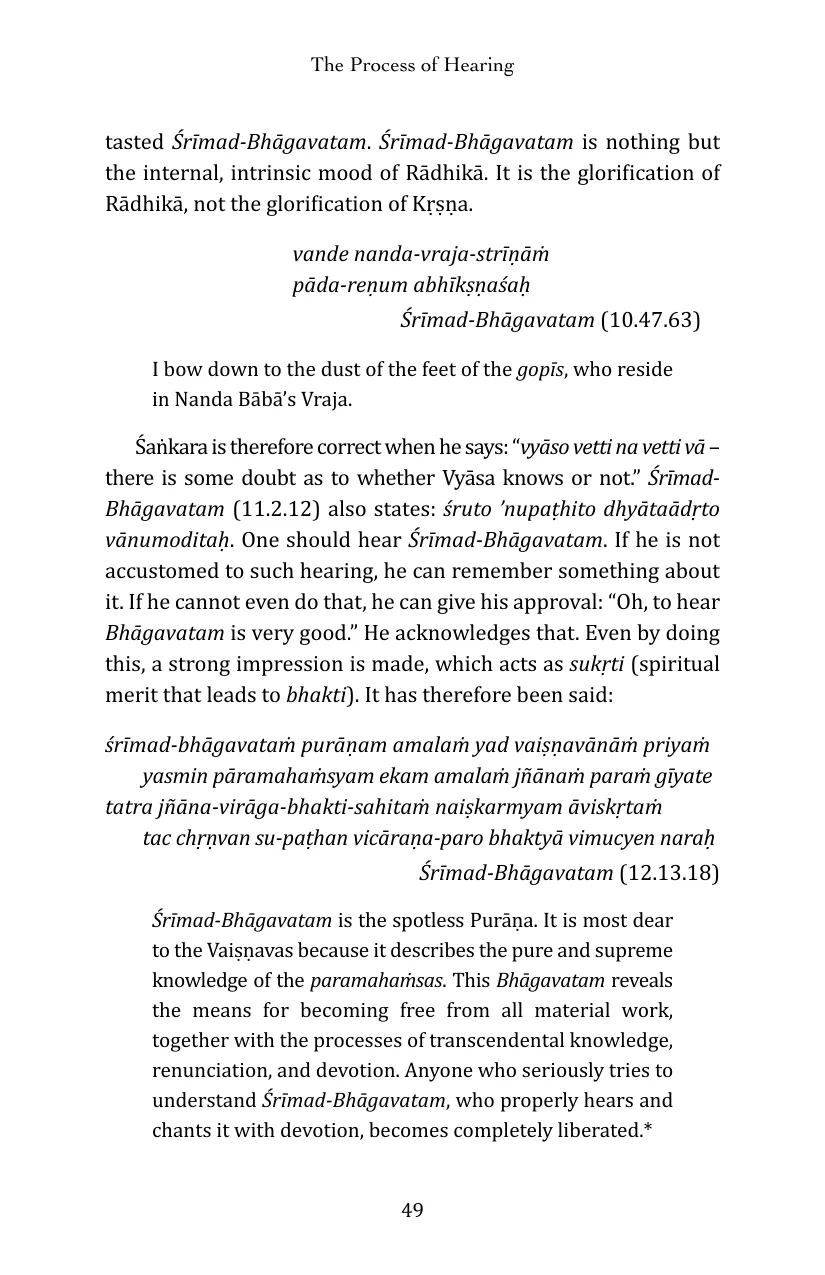 The Process of Hearing
tasted Śrīmad-Bhāgavatam. Śrīmad-Bhāgavatam is nothing but
the internal, intrinsic mood of Rādhikā. It is the glorification of
Rādhikā, not the glorification of Kṛṣṇa.
vande nanda-vraja-strīṇāṁ
pāda-reṇum abhīkṣṇaśaḥ
Śrīmad-Bhāgavatam (10.47.63)
I bow down to the dust of the feet of the gopīs, who reside
in Nanda Bābā’s Vraja.
Śaṅkara is therefore correct when he says: “vyāso vetti na vetti vā –
there is some doubt as to whether Vyāsa knows or not.” Śrīmad-
Bhāgavatam (11.2.12) also states: śruto ’nupaṭhito dhyātaādṛto
vānumoditaḥ. One should hear Śrīmad-Bhāgavatam. If he is not
accustomed to such hearing, he can remember something about
it. If he cannot even do that, he can give his approval: “Oh, to hear
Bhāgavatam is very good.” He acknowledges that. Even by doing
this, a strong impression is made, which acts as sukṛti (spiritual
merit that leads to bhakti). It has therefore been said:
śrīmad-bhāgavataṁ purāṇam amalaṁ yad vaiṣṇavānāṁ priyaṁ
yasmin pāramahaṁsyam ekam amalaṁ jñānaṁ paraṁ gīyate
tatra jñāna-virāga-bhakti-sahitaṁ naiṣkarmyam āviskṛtaṁ
tac chṛṇvan su-paṭhan vicāraṇa-paro bhaktyā vimucyen naraḥ
Śrīmad-Bhāgavatam (12.13.18)
Śrīmad-Bhāgavatam is the spotless Purāṇa. It is most dear
to the Vaiṣṇavas because it describes the pure and supreme
knowledge of the paramahaṁsas. This Bhāgavatam reveals
the means for becoming free from all material work,
together with the processes of transcendental knowledge,
renunciation, and devotion. Anyone who seriously tries to
understand Śrīmad-Bhāgavatam, who properly hears and
chants it with devotion, becomes completely liberated.*
49